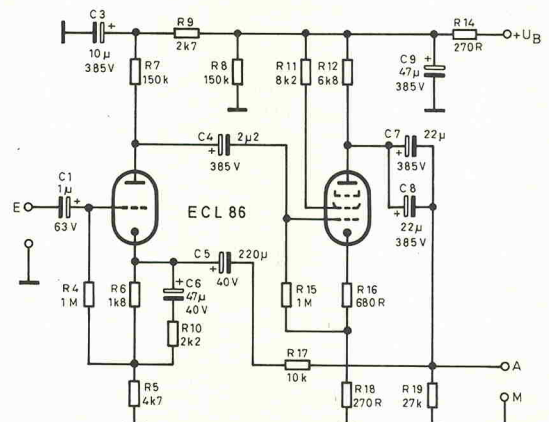 C3
+
10µ
385V
R9
2k7
R14
270R
+UB
R7
150k
R8
150k
R11
8k2
R12
6k8
C9
+
47µ
385V
C4
2µ2
+
385V
C7
22µ
+
385V
C1
1µ
+
63V
E
ECL 86
C8
+
22µ
385V
C5
220µ
+
40V
R4
1M
R6
1k8
+
C6
47µ
40V
R15
1M
R16
680R
R10
2k2
R17
10k
A
R5
4k7
R18
270R
R19
27k
M